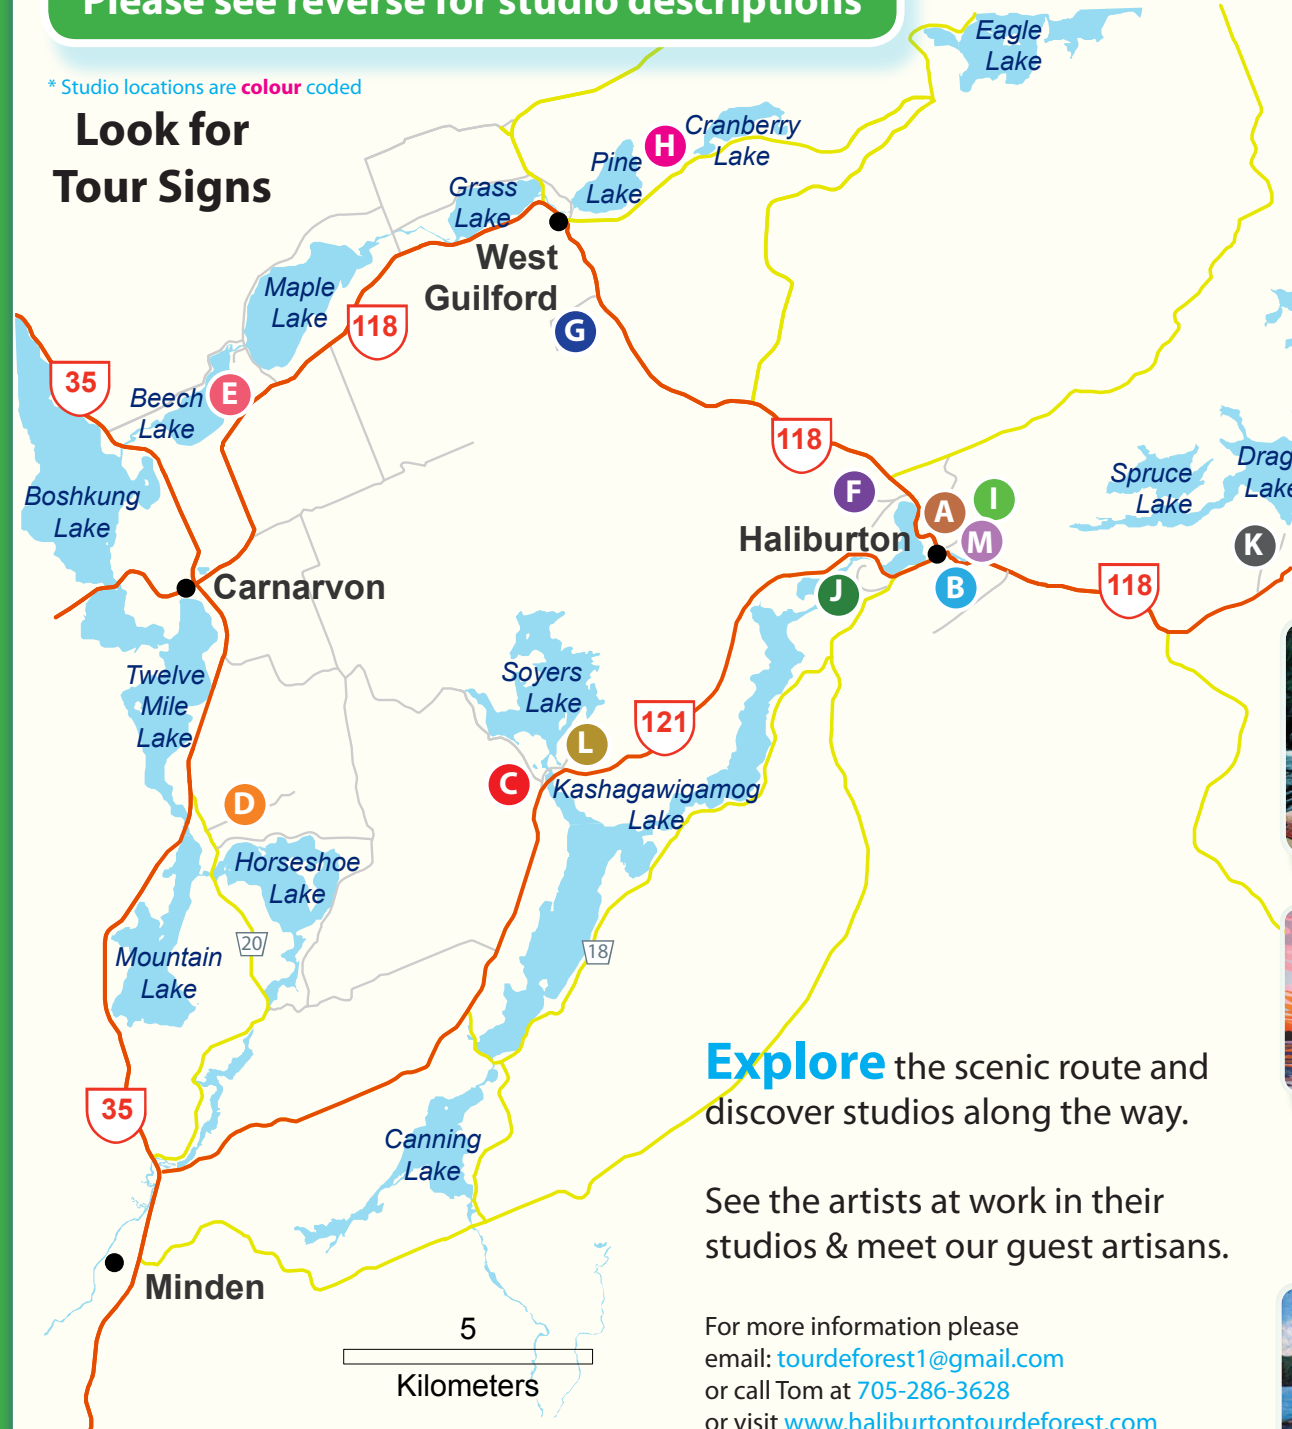 Please see reverse for studio descriptions
* Studio locations are colour coded
Look for
Tour Signs
Eagle
Lake
Cranberry
Lake
H
Pine
Lake
Grass
Lake
West
Guilford
Maple
Lake
118
G
35
Beech
Lake
E
118
Boshkung
Lake
F
A
I
M
Haliburton
B
J
Spruce
Lake
K
118
Carnarvon
Twelve
Mile
Lake
Soyers
Lake
L
121
C
Kashagawigamog
Lake
D
Horseshoe
Lake
20
18
Mountain
Lake
35
Canning
Lake
Minden
5
Kilometers
Explore the scenic route and
discover studios along the way.
See the artists at work in their
studios & meet our guest artisans.
For more information please
email: tourdeforest1@gmail.com
or call Tom at 705-286-3628
or visit www.haliburtontourdeforest.com